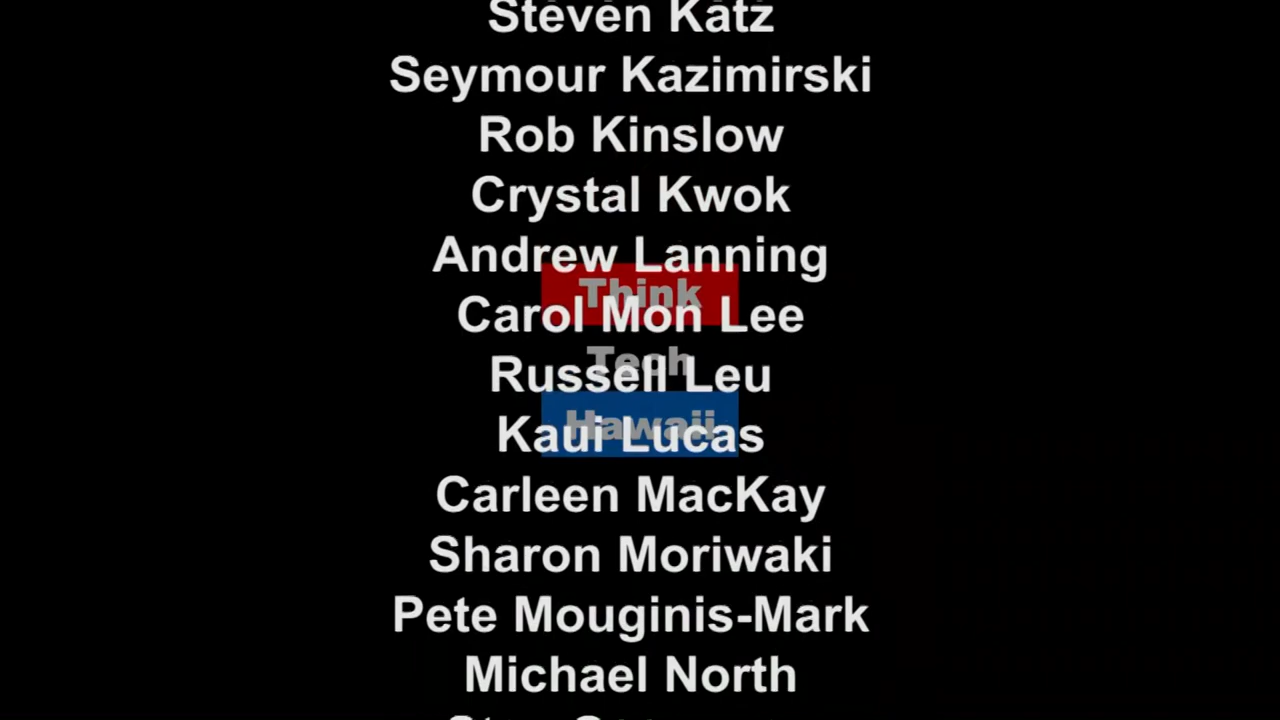 Steven Katz
Seymour Kazimirski
Rob Kinslow
Crystal Kwok
Andrew Lanning
Think
Carol Mon Lee
Tech
Russell Leu
Hawaii
Kaui Lucas
Carleen MacKay
Sharon Moriwaki
Pete Mouginis-Mark
Michael North